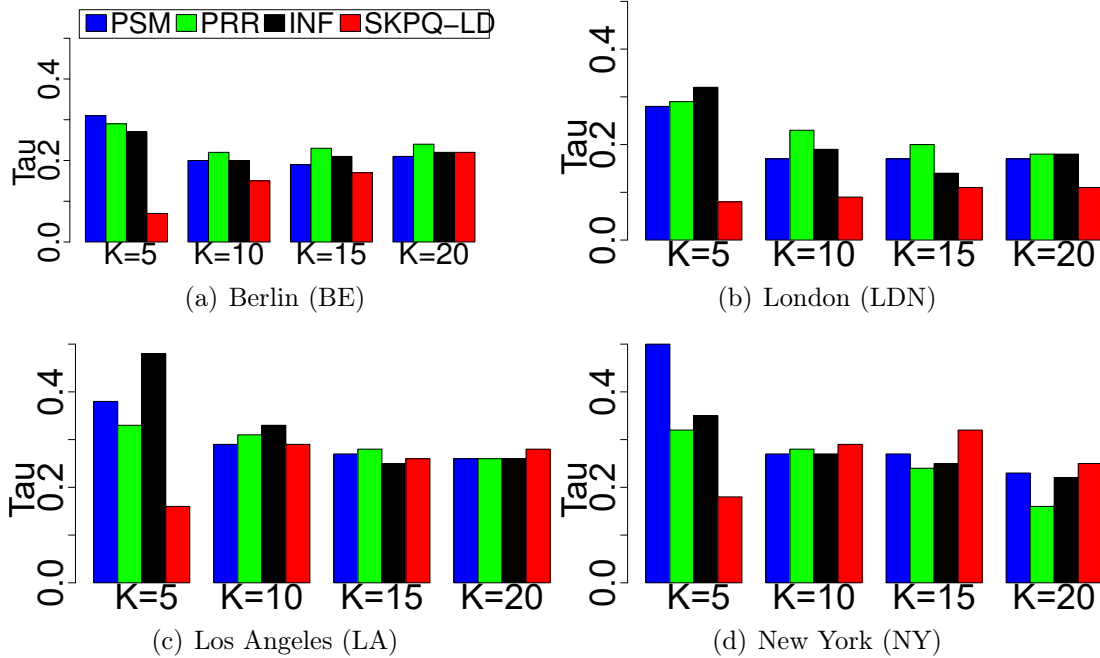 PSM PRR INF SKPQ-LD
Tau
0.0 0.2 0.4
K=5 K=10 K=15 K=20
(a) Berlin (BE)
Tau
0.0 0.2 0.4
K=5 K=10 K=15 K=20
(b) London (LDN)
Tau
0.0 0.2 0.4
K=5 K=10 K=15 K=20
(c) Los Angeles (LA)
Tau
0.0 0.2 0.4
K=5 K=10 K=15 K=20
(d) New York (NY)